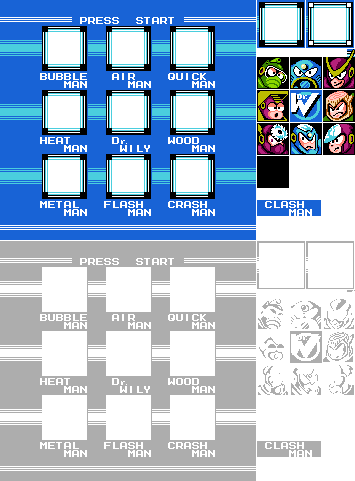 PRESS START
BUBBLE MAN
AIR MAN
QUICK MAN
HEAT MAN
Dr. WILY
WOOD MAN
METAL MAN
FLASH MAN
CRASH MAN
Dr. W
CLASH MAN
PRESS START
BUBBLE MAN
AIR MAN
QUICK MAN
HEAT MAN
Dr. WILY
WOOD MAN
METAL MAN
FLASH MAN
CRASH MAN
W
CLASH MAN